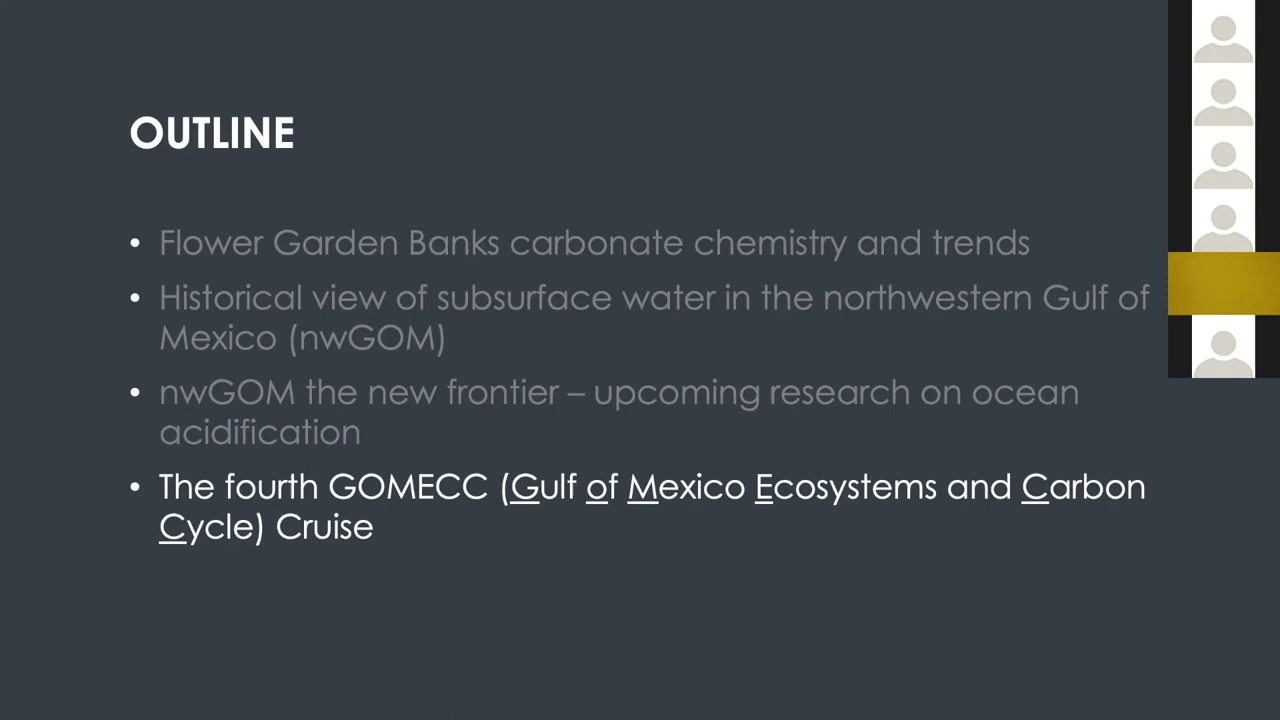 OUTLINE
• Flower Garden Banks carbonate chemistry and trends
• Historical view of subsurface water in the northwestern Gulf of
Mexico (nwGOM)
• nwGOM the new frontier – upcoming research on ocean
acidification
• The fourth GOMECC (Gulf of Mexico Ecosystems and Carbon
Cycle) Cruise